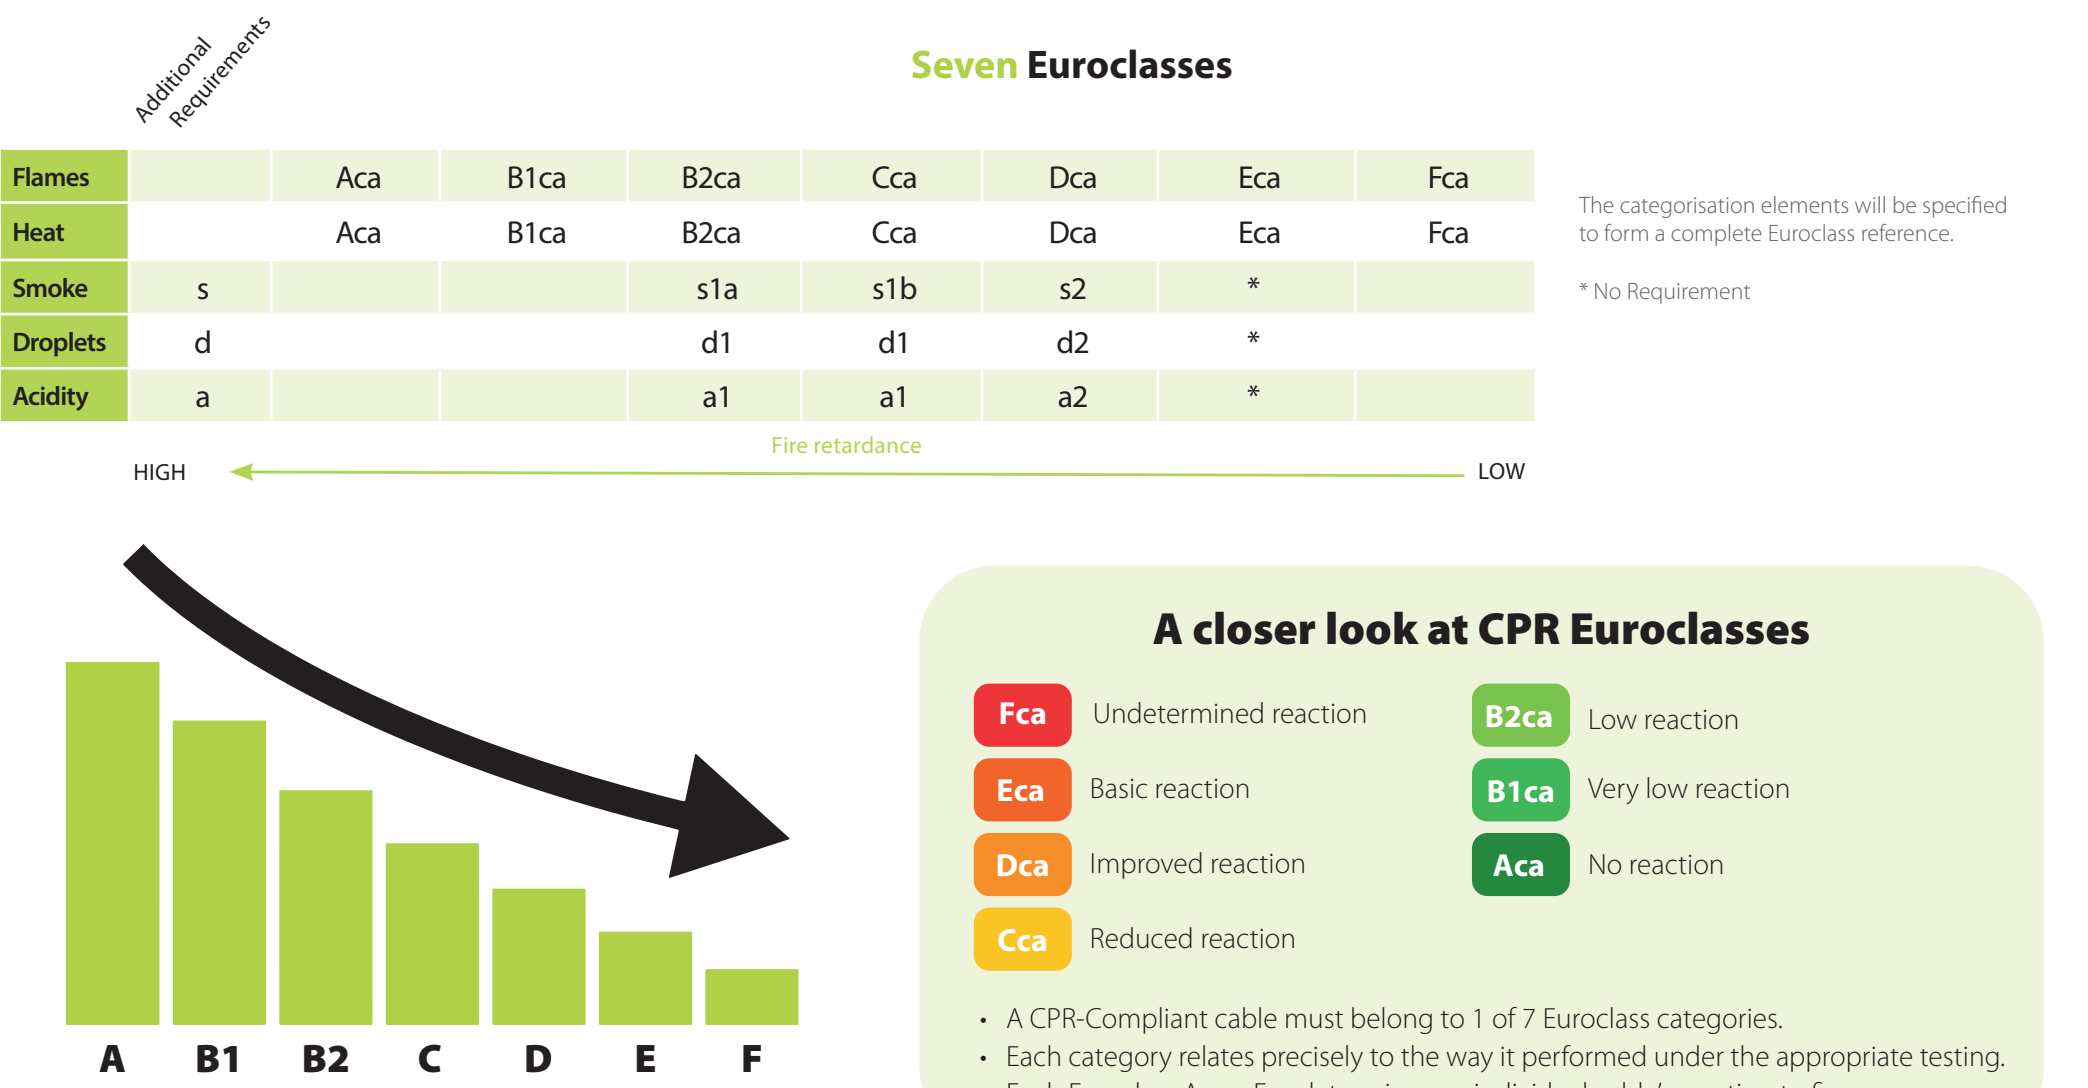 Additional
Requirements
Seven Euroclasses
Flames Aca B1ca B2ca Cca Dca Eca Fca
Heat Aca B1ca B2ca Cca Dca Eca Fca
Smoke s s1a s1b s2 *
Droplets d d1 d1 d2 *
Acidity a a1 a1 a2 *
The categorisation elements will be specified
to form a complete Euroclass reference.
* No Requirement
Fire retardance
HIGH LOW
A B1 B2 C D E F
A closer look at CPR Euroclasses
Fca Undetermined reaction
Eca Basic reaction
Dca Improved reaction
Cca Reduced reaction
B2ca Low reaction
B1ca Very low reaction
Aca No reaction
• A CPR-Compliant cable must belong to 1 of 7 Euroclass categories.
• Each category relates precisely to the way it performed under the appropriate testing.